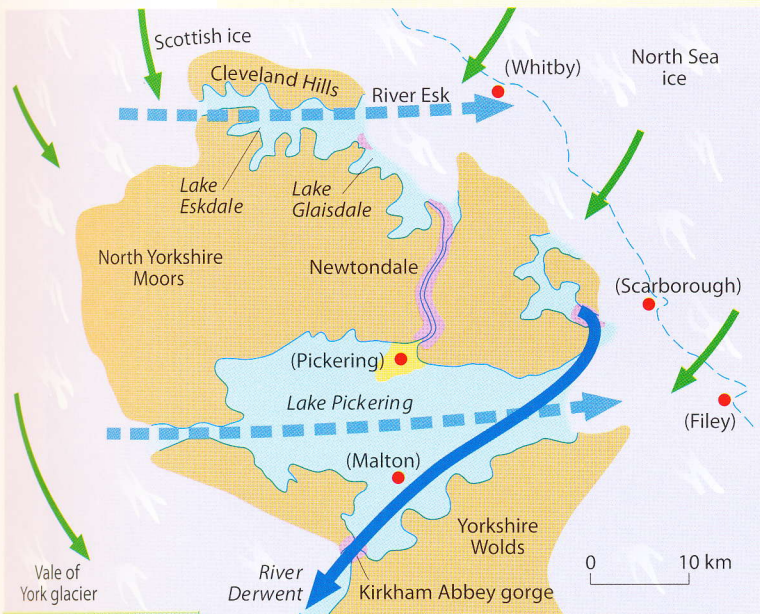 Scottish ice
Cleveland Hills
River Esk
(Whitby)
North Sea
ice
Lake
Eskdale
Lake
Glaisdale
North Yorkshire
Moors
Newtondale
(Scarborough)
(Pickering)
Lake Pickering
(Filey)
(Malton)
Yorkshire
Wolds
Vale of
York glacier
River
Derwent
Kirkham Abbey gorge
0 10 km